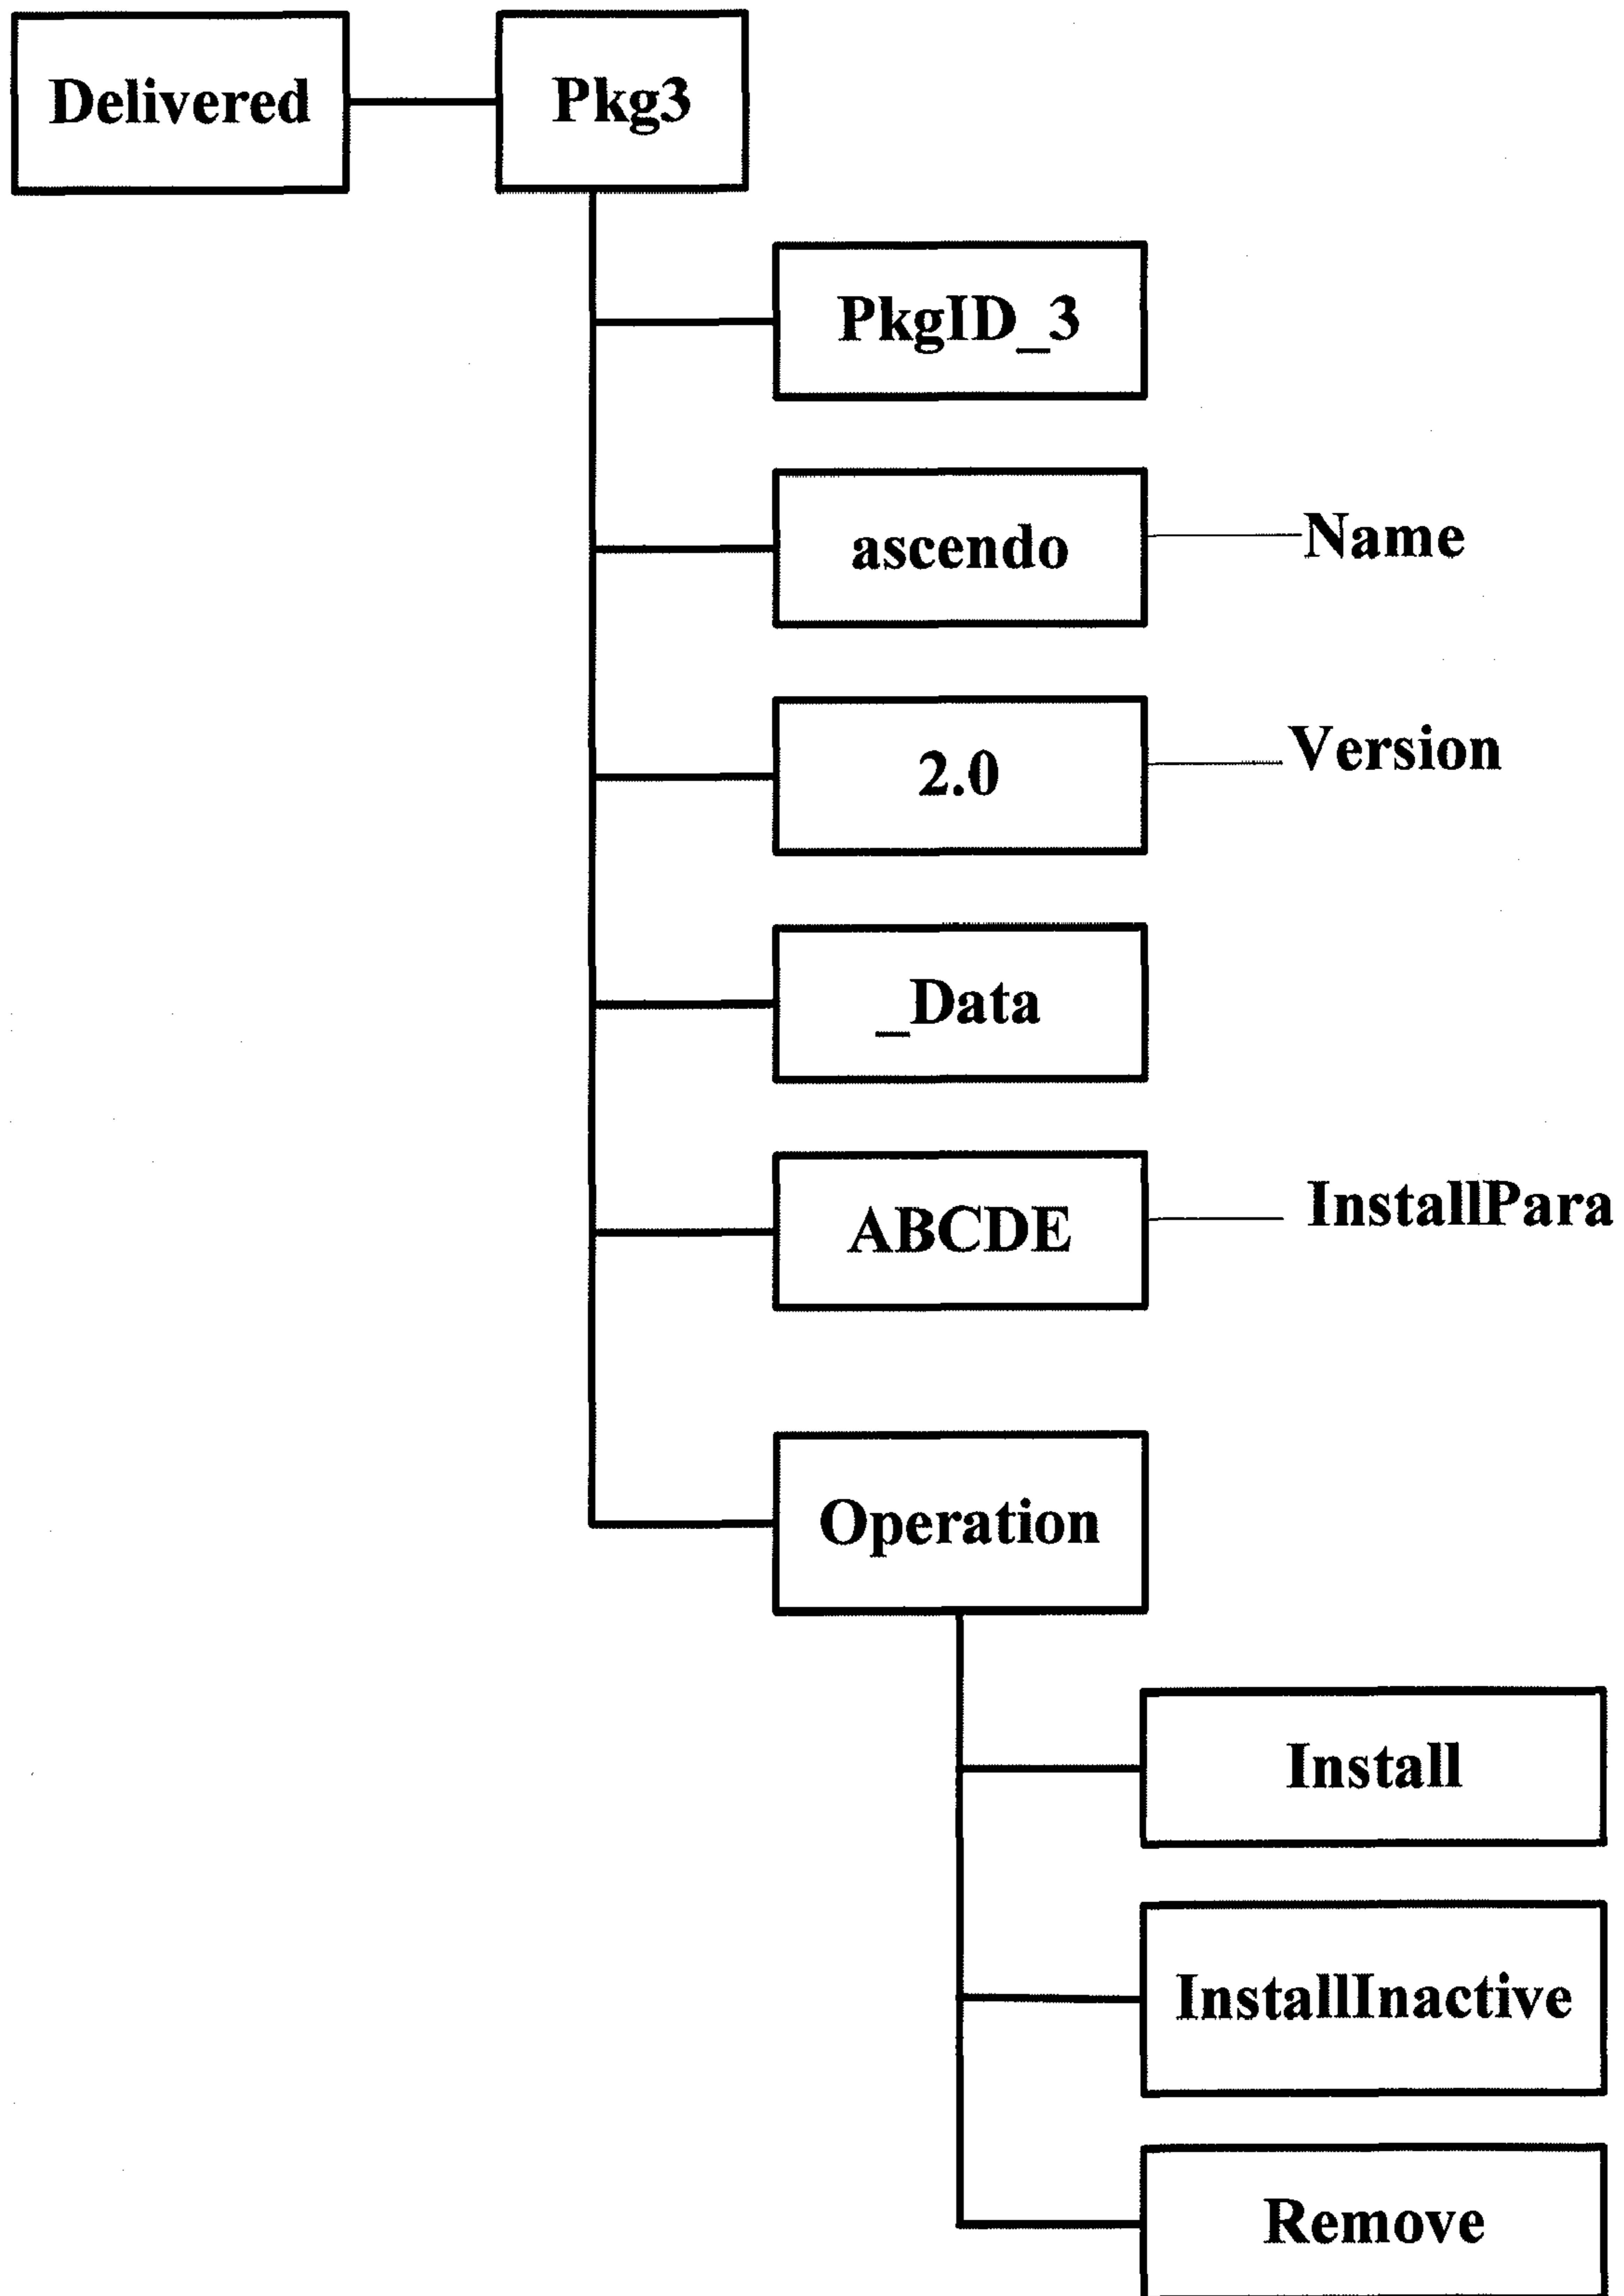 Delivered
Pkg3
PkgID_3
ascendo
Name
2.0
Version
_Data
ABCDE
InstallPara
Operation
Install
InstallInactive
Remove